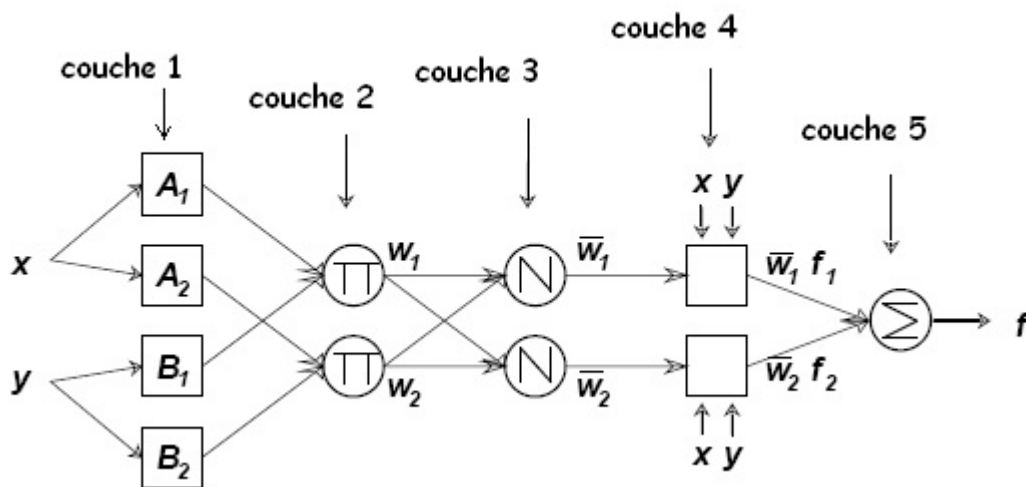 couche 1
couche 2
couche 3
couche 4
couche 5
x
y
A₁
A₂
B₁
B₂
Π
Π
w₁
w₂
N
N
w̅₁
w̅₂
x y
x y
w̅₁ f₁
w̅₂ f₂
Σ
f